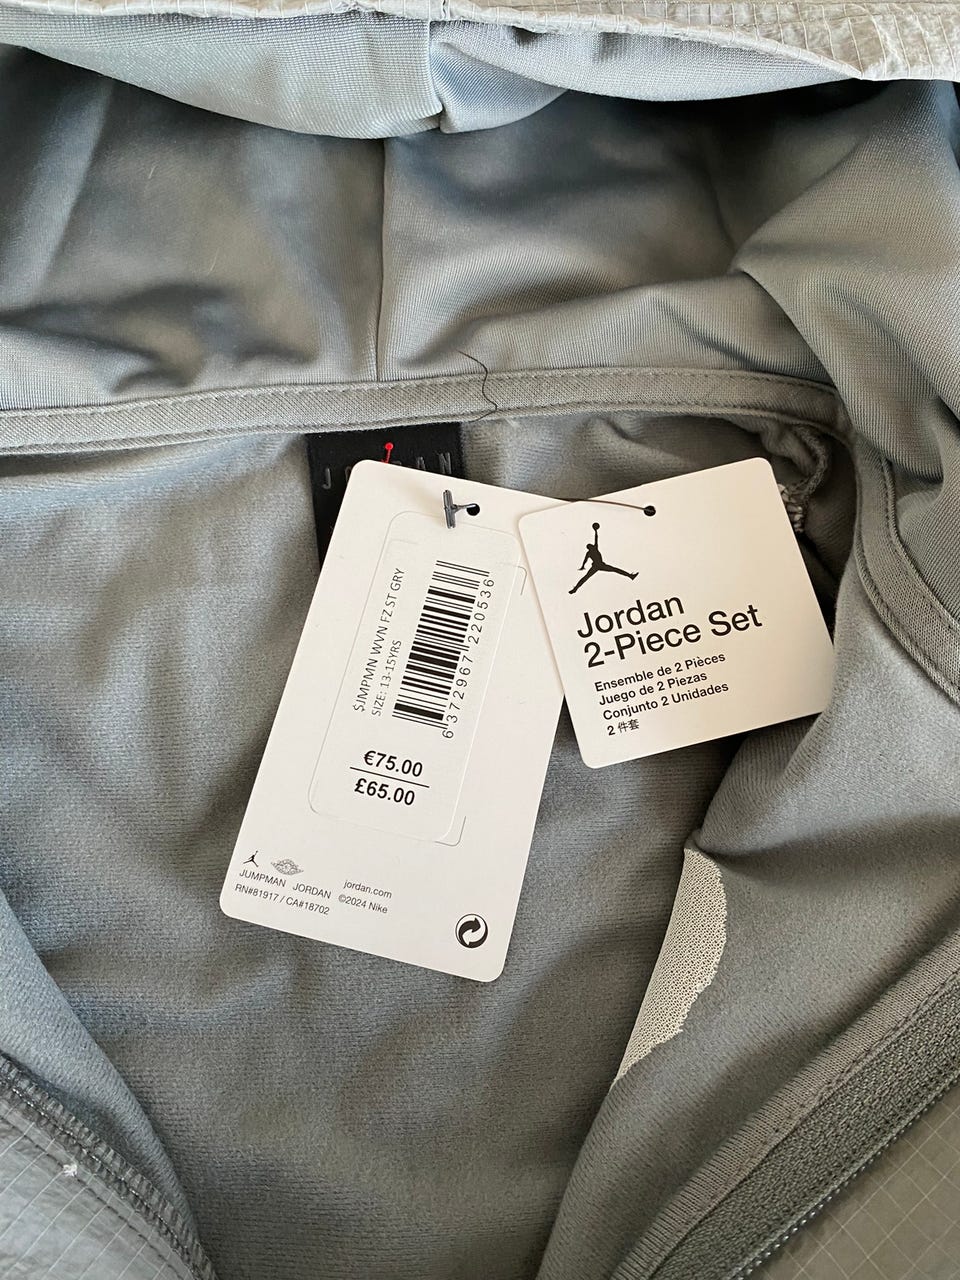 JORDAN
$JMPMN WVN FZ ST GRY
SIZE: 13-15YRS
6 372967 220536
€75.00
£65.00
JUMPMAN JORDAN
RN#81917 / CA#18702
jordan.com
©2024 Nike
Jordan
2-Piece Set
Ensemble de 2 Pièces
Juego de 2 Piezas
Conjunto 2 Unidades
2 件套